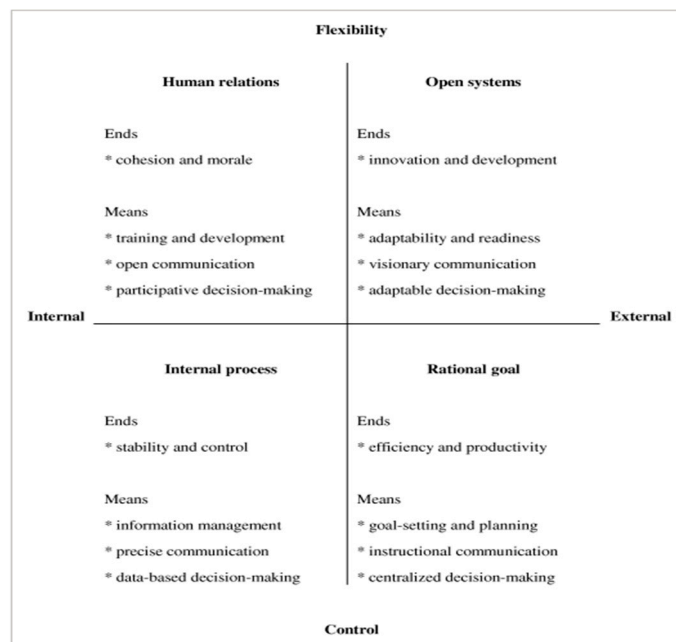 Flexibility
Human relations
Ends
* cohesion and morale
Means
* training and development
* open communication
* participative decision-making
Open systems
Ends
* innovation and development
Means
* adaptability and readiness
* visionary communication
* adaptable decision-making
Internal
External
Internal process
Ends
* stability and control
Means
* information management
* precise communication
* data-based decision-making
Rational goal
Ends
* efficiency and productivity
Means
* goal-setting and planning
* instructional communication
* centralized decision-making
Control